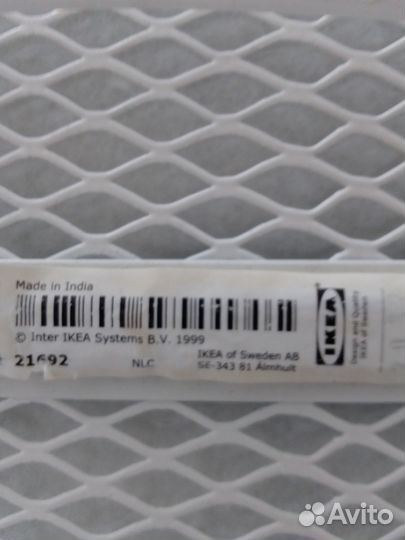 Made in India
© Inter IKEA Systems B.V. 1999
21692
NLC
IKEA of Sweden AB
SE-343 81 Älmhult
IKEA
Design and Quality
IKEA of Sweden
Avito